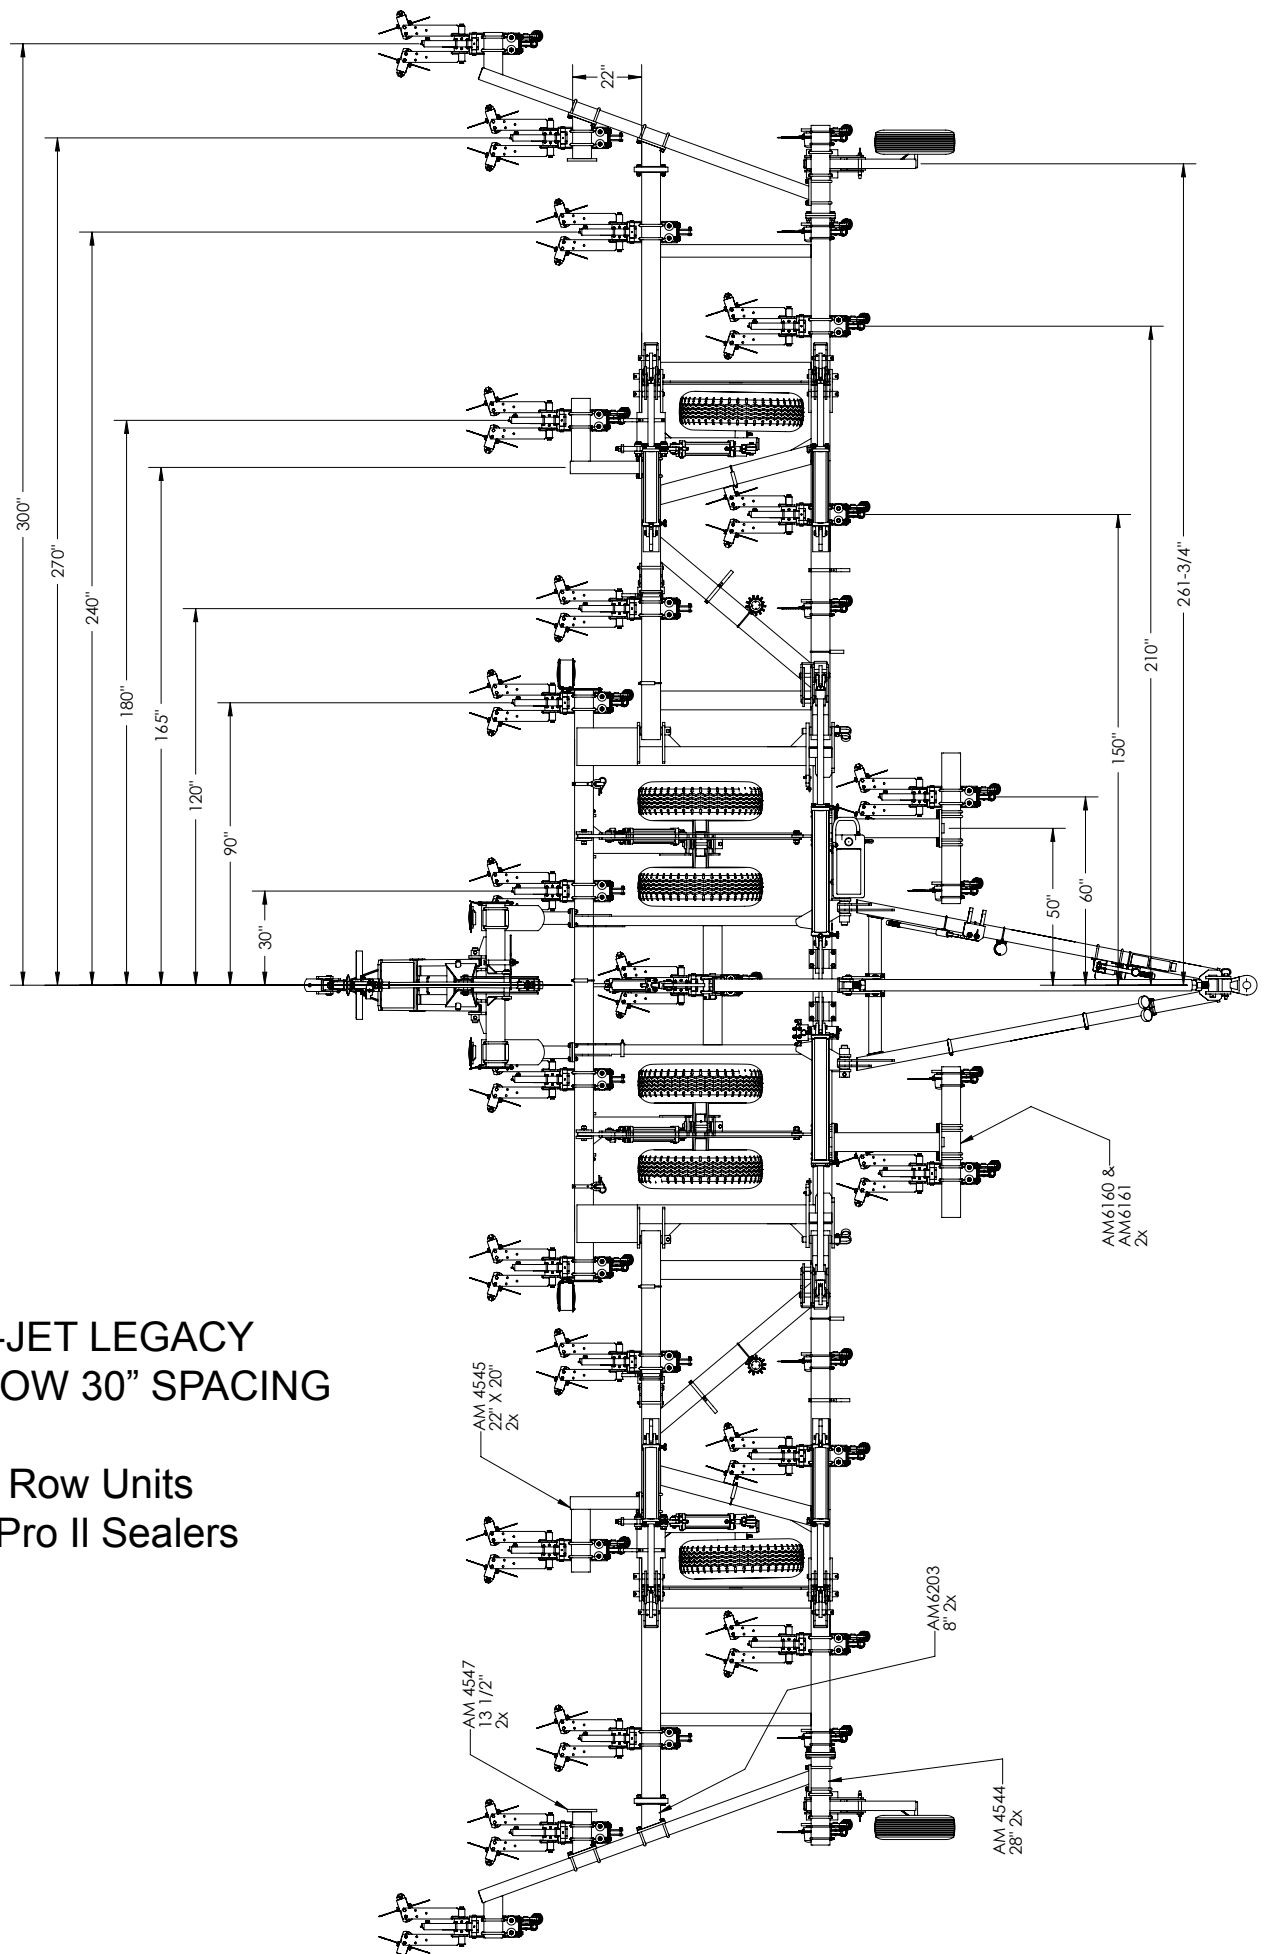 300"
270"
240"
180"
165"
120"
90"
30"
22"
261-3/4"
210"
150"
60"
50"
AM6160 &
AM6161
2x
-JET LEGACY
OW 30” SPACING
Row Units
Pro II Sealers
AM 4545
22" X 20"
2x
AM 4547
13 1/2"
2x
AM6203
8" 2x
AM 4544
28" 2x